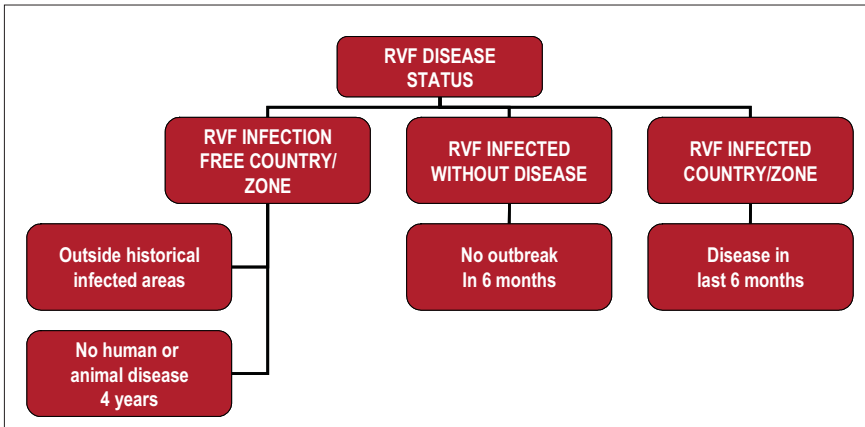 RVF DISEASE
STATUS
RVF INFECTION
FREE COUNTRY/
ZONE
RVF INFECTED
WITHOUT DISEASE
RVF INFECTED
COUNTRY/ZONE
Outside historical
infected areas
No outbreak
In 6 months
Disease in
last 6 months
No human or
animal disease
4 years